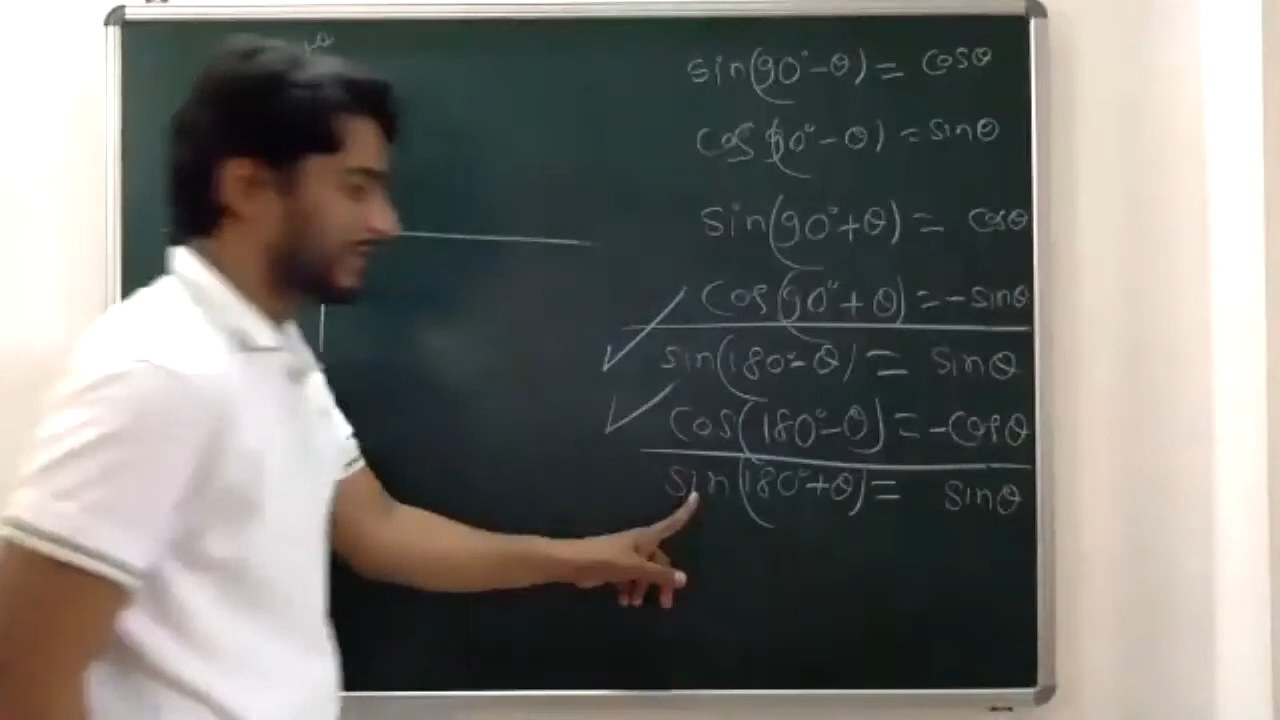 sin(90°-θ) = cosθ
cos(90°-θ) = sinθ
sin(90°+θ) = cosθ
cos(90°+θ) = -sinθ
sin(180°-θ) = sinθ
cos(180°-θ) = -cosθ
sin(180°+θ) = sinθ